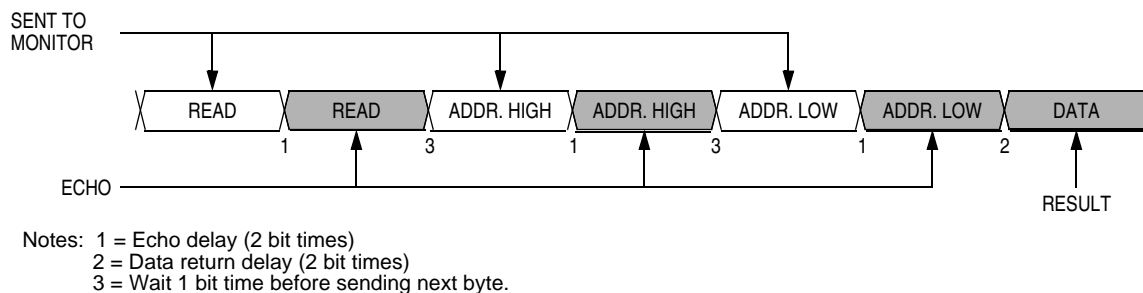 SENT TO
MONITOR
READ READ ADDR. HIGH ADDR. HIGH ADDR. LOW ADDR. LOW DATA
1 3 1 3 1 2
ECHO
RESULT
Notes: 1 = Echo delay (2 bit times)
2 = Data return delay (2 bit times)
3 = Wait 1 bit time before sending next byte.